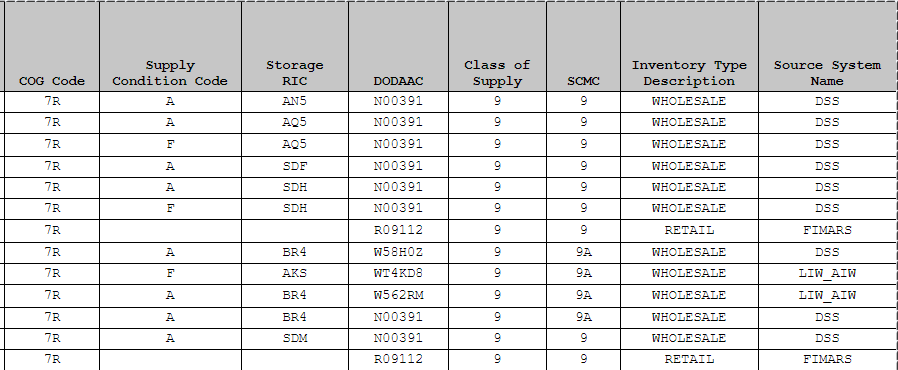 COG Code Supply Condition Code Storage RIC DODAAC Class of Supply SCMC Inventory Type Description Source System Name
7R A AN5 N00391 9 9 WHOLESALE DSS
7R A AQ5 N00391 9 9 WHOLESALE DSS
7R F AQ5 N00391 9 9 WHOLESALE DSS
7R A SDF N00391 9 9 WHOLESALE DSS
7R A SDH N00391 9 9 WHOLESALE DSS
7R F SDH N00391 9 9 WHOLESALE DSS
7R R09112 9 9 RETAIL FIMARS
7R A BR4 W58H0Z 9 9A WHOLESALE DSS
7R F AKS WT4KD8 9 9A WHOLESALE LIW_AIW
7R A BR4 W562RM 9 9A WHOLESALE LIW_AIW
7R A BR4 N00391 9 9A WHOLESALE DSS
7R A SDM N00391 9 9 WHOLESALE DSS
7R R09112 9 9 RETAIL FIMARS